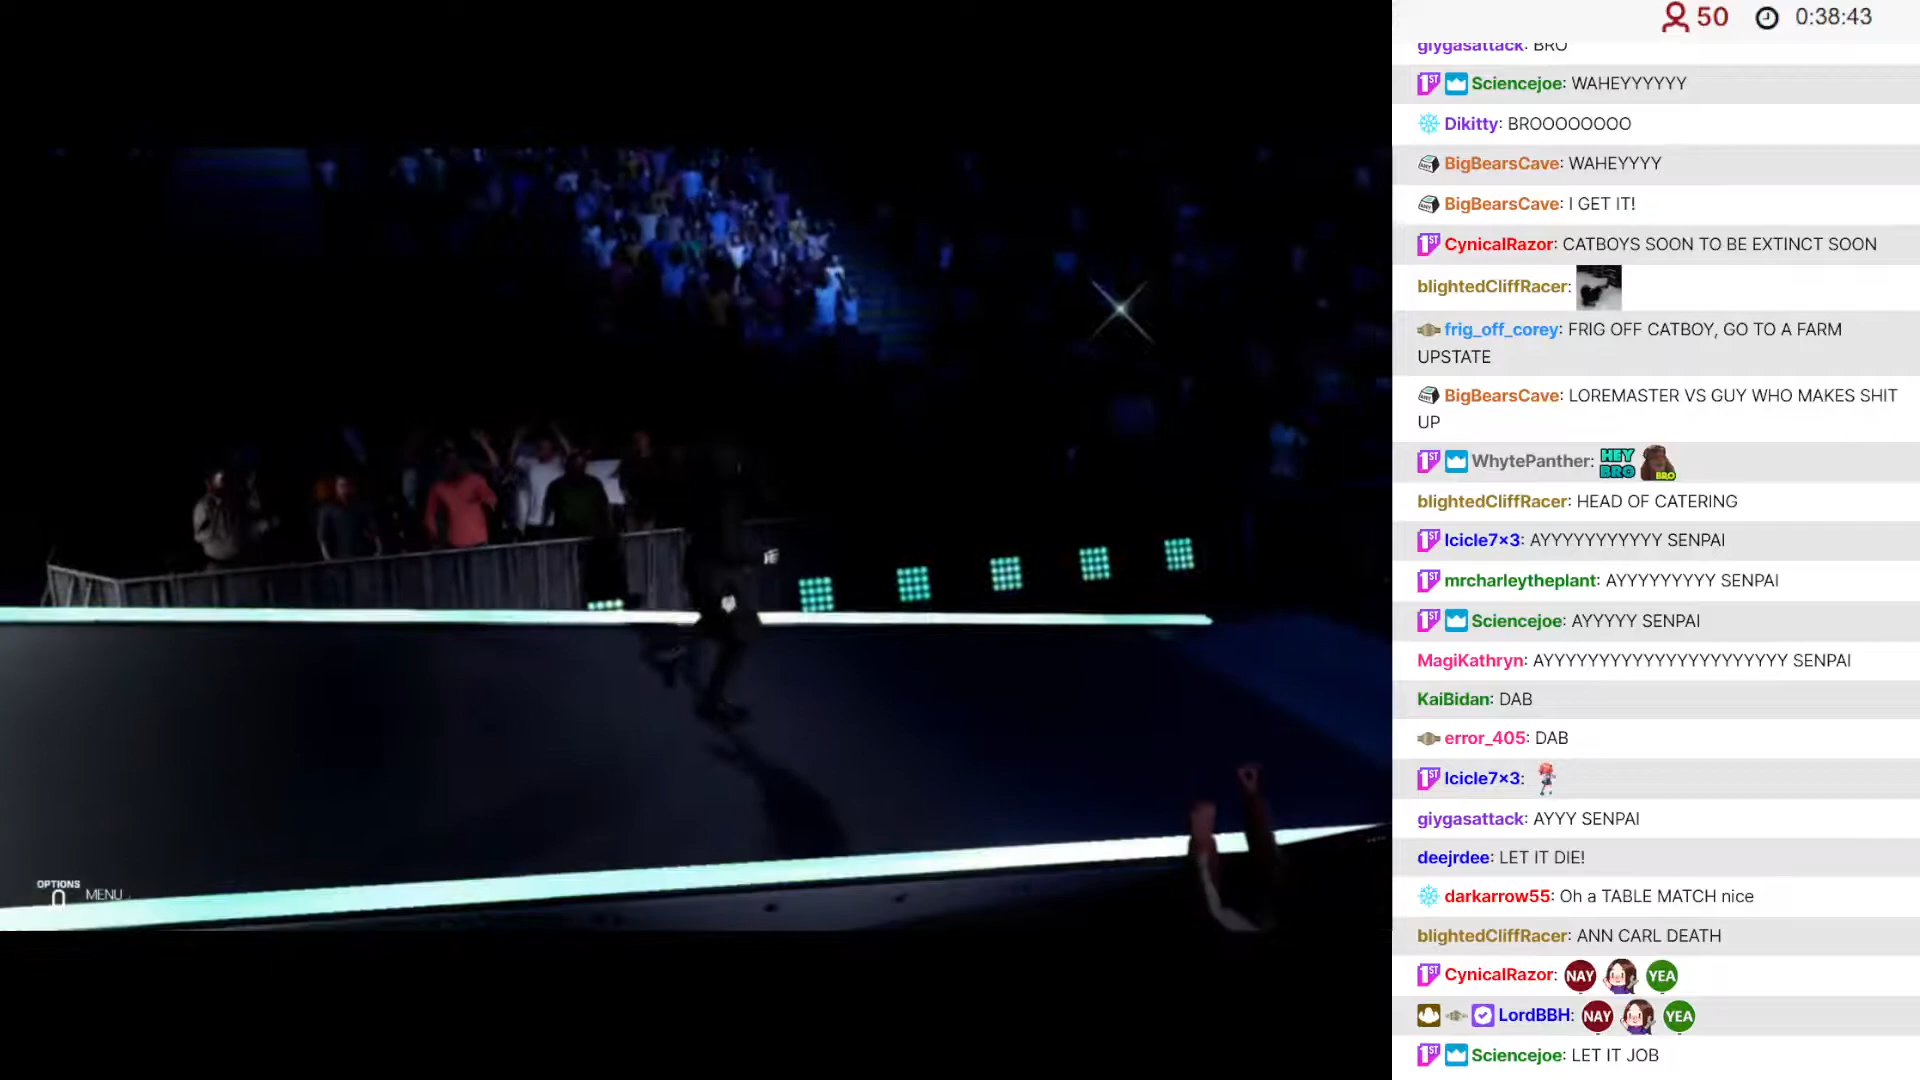 50 0:38:43
giygasattack: BRO
Sciencejoe: WAHEYYYYYY
Dikitty: BROOOOOOOO
BigBearsCave: WAHEYYYY
BigBearsCave: I GET IT!
CynicalRazor: CATBOYS SOON TO BE EXTINCT SOON
blightedCliffRacer:
frig_off_corey: FRIG OFF CATBOY, GO TO A FARM
UPSTATE
BigBearsCave: LOREMASTER VS GUY WHO MAKES SHIT
UP
WhytePanther: HEY BRO BRO
blightedCliffRacer: HEAD OF CATERING
Icicle7x3: AYYYYYYYYYYY SENPAI
mrcharleytheplant: AYYYYYYYYY SENPAI
Sciencejoe: AYYYYY SENPAI
MagiKathryn: AYYYYYYYYYYYYYYYYYYYYYY SENPAI
KaiBidan: DAB
error_405: DAB
Icicle7x3:
giygasattack: AYYY SENPAI
deejrdee: LET IT DIE!
darkarrow55: Oh a TABLE MATCH nice
blightedCliffRacer: ANN CARL DEATH
CynicalRazor: NAY YEA
LordBBH: NAY YEA
Sciencejoe: LET IT JOB
OPTIONS
MENU